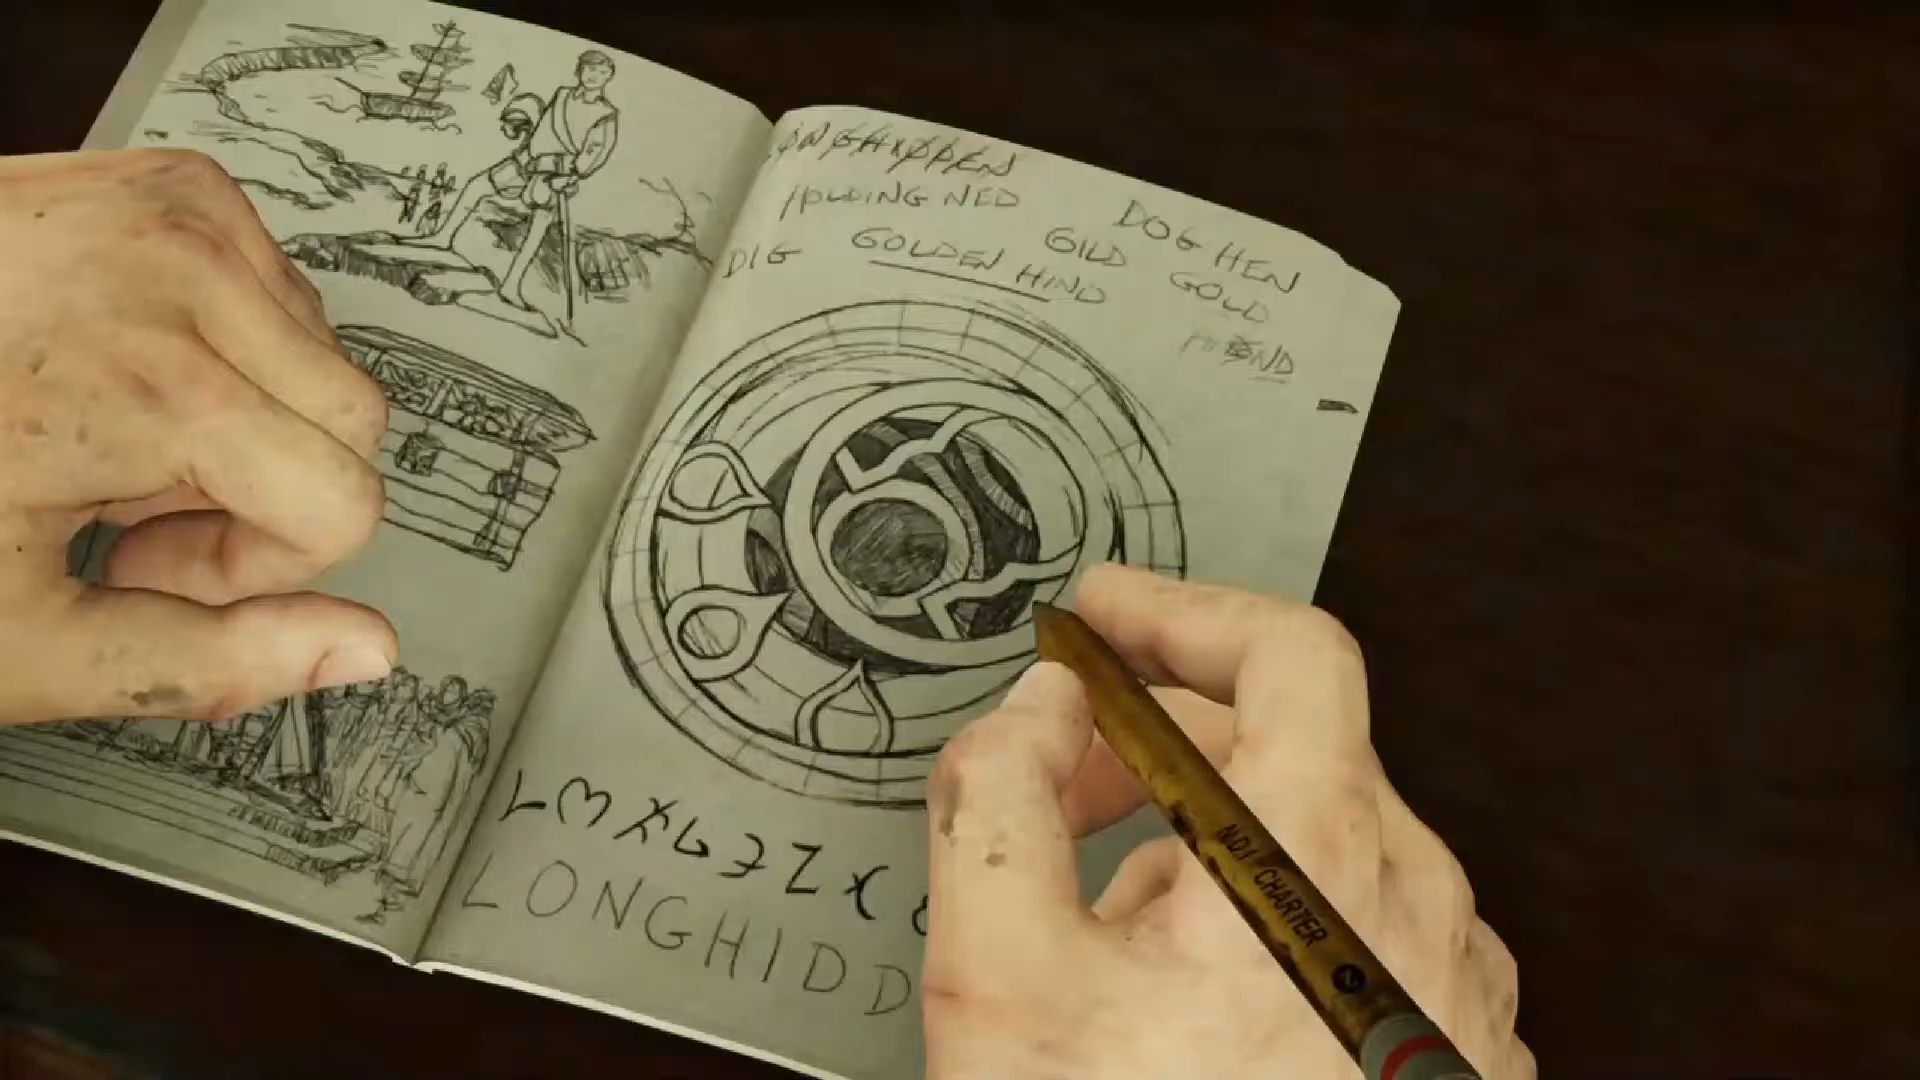 HOLDING NED
DOG HEN
DIG GOLDEN HIND GILD GOLD
LONGHIDD
NO.1 CHARTER